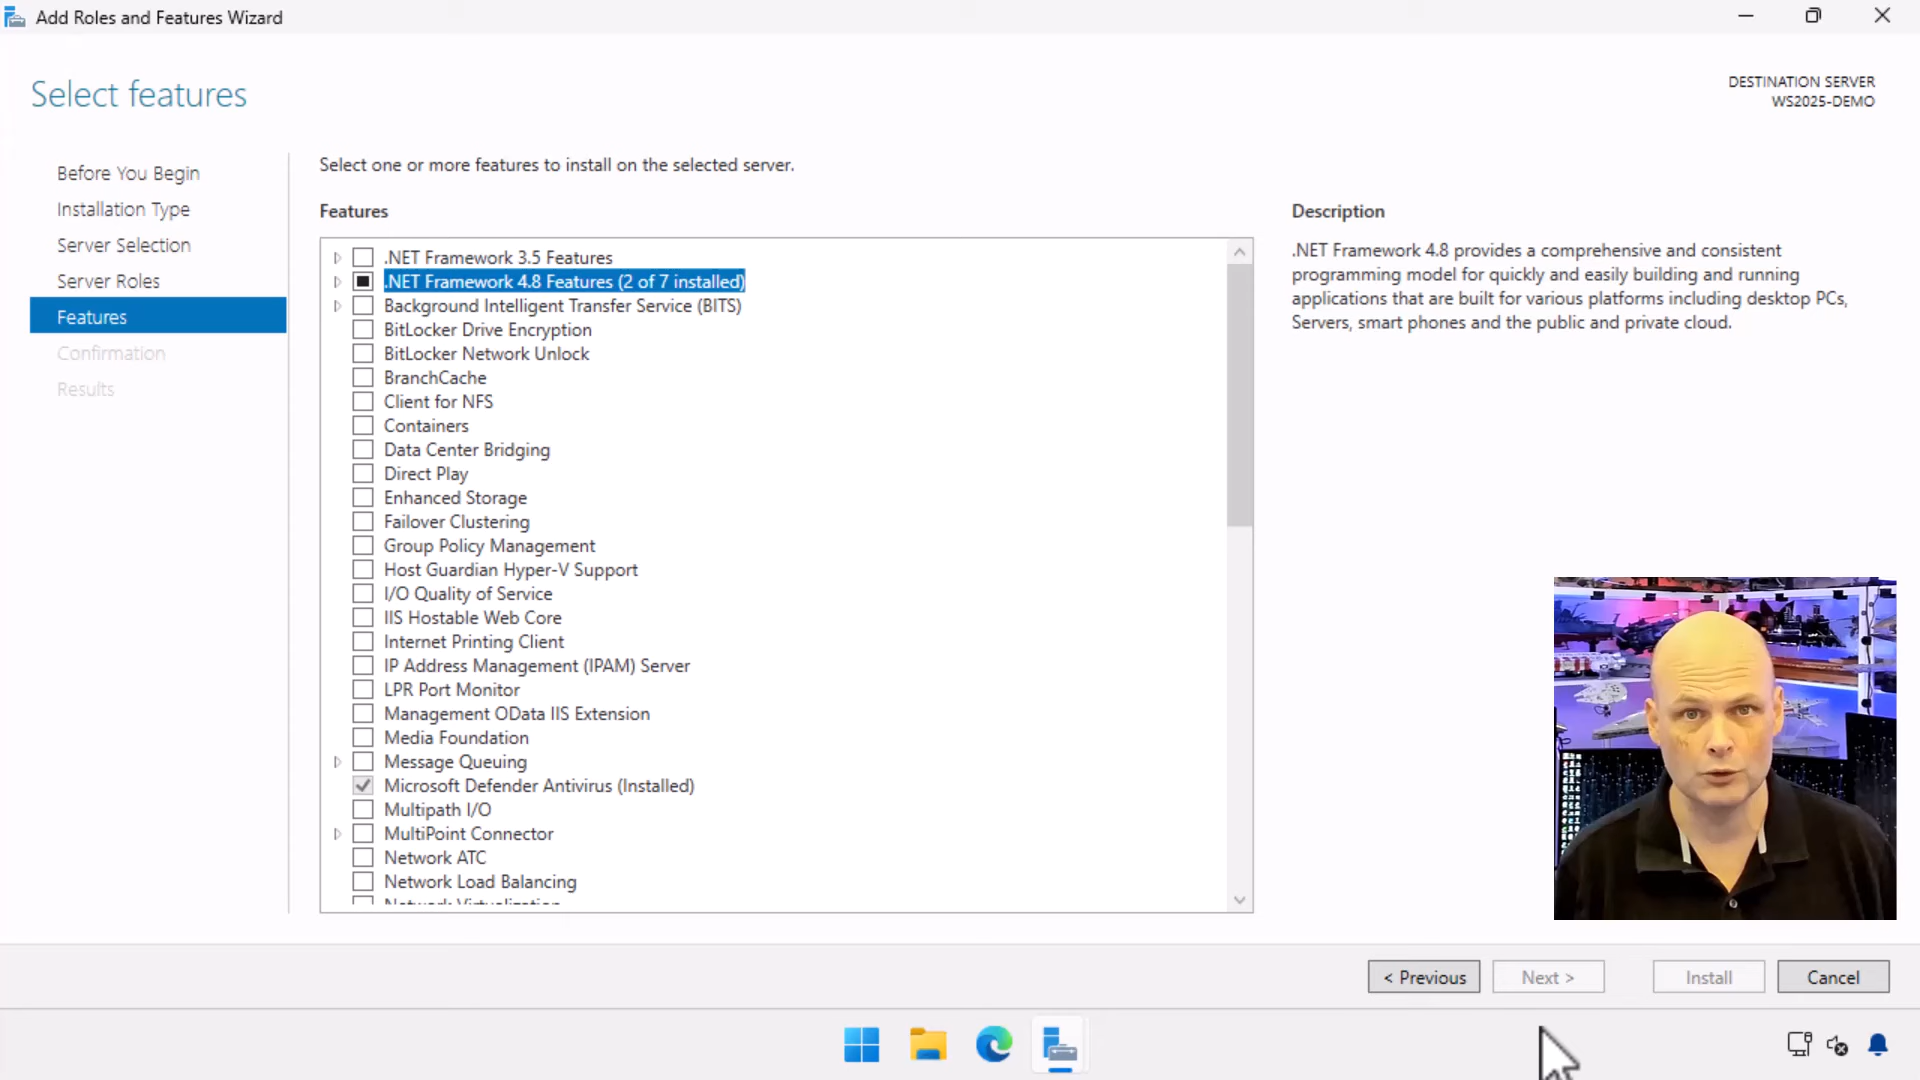 Add Roles and Features Wizard
Select features
DESTINATION SERVER
WS2025-DEMO
Before You Begin
Installation Type
Server Selection
Server Roles
Features
Confirmation
Results
Select one or more features to install on the selected server.
Features
.NET Framework 3.5 Features
.NET Framework 4.8 Features (2 of 7 installed)
Background Intelligent Transfer Service (BITS)
BitLocker Drive Encryption
BitLocker Network Unlock
BranchCache
Client for NFS
Containers
Data Center Bridging
Direct Play
Enhanced Storage
Failover Clustering
Group Policy Management
Host Guardian Hyper-V Support
I/O Quality of Service
IIS Hostable Web Core
Internet Printing Client
IP Address Management (IPAM) Server
LPR Port Monitor
Management OData IIS Extension
Media Foundation
Message Queuing
Microsoft Defender Antivirus (Installed)
Multipath I/O
MultiPoint Connector
Network ATC
Network Load Balancing
Network Virtualization
Description
.NET Framework 4.8 provides a comprehensive and consistent
programming model for quickly and easily building and running
applications that are built for various platforms including desktop PCs,
Servers, smart phones and the public and private cloud.
< Previous
Next >
Install
Cancel